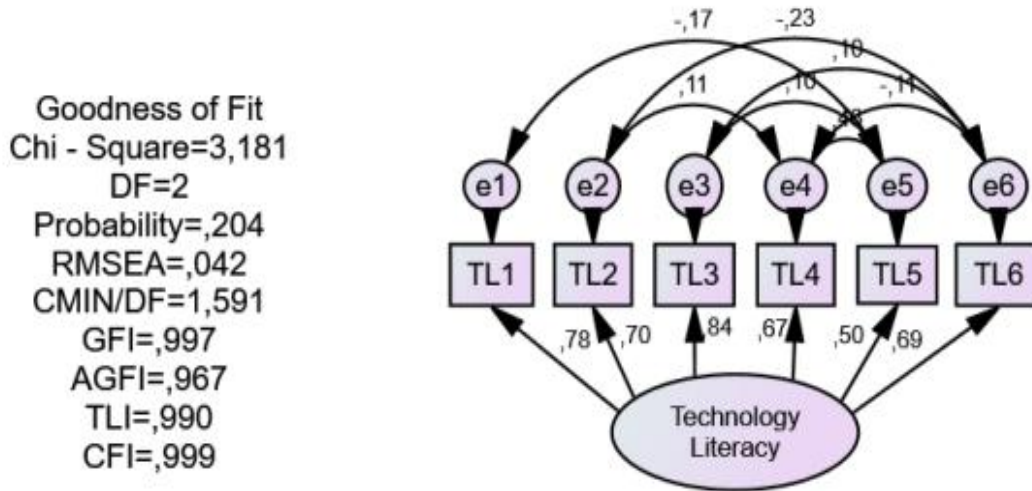 Goodness of Fit
Chi - Square=3,181
DF=2
Probability=,204
RMSEA=,042
CMIN/DF=1,591
GFI=,997
AGFI=,967
TLI=,990
CFI=,999
-,17
-,23
,10
,11
,10
-,11
e1 e2 e3 e4 e5 e6
TL1 TL2 TL3 TL4 TL5 TL6
,78 ,70 ,84 ,67 ,50 ,69
Technology
Literacy